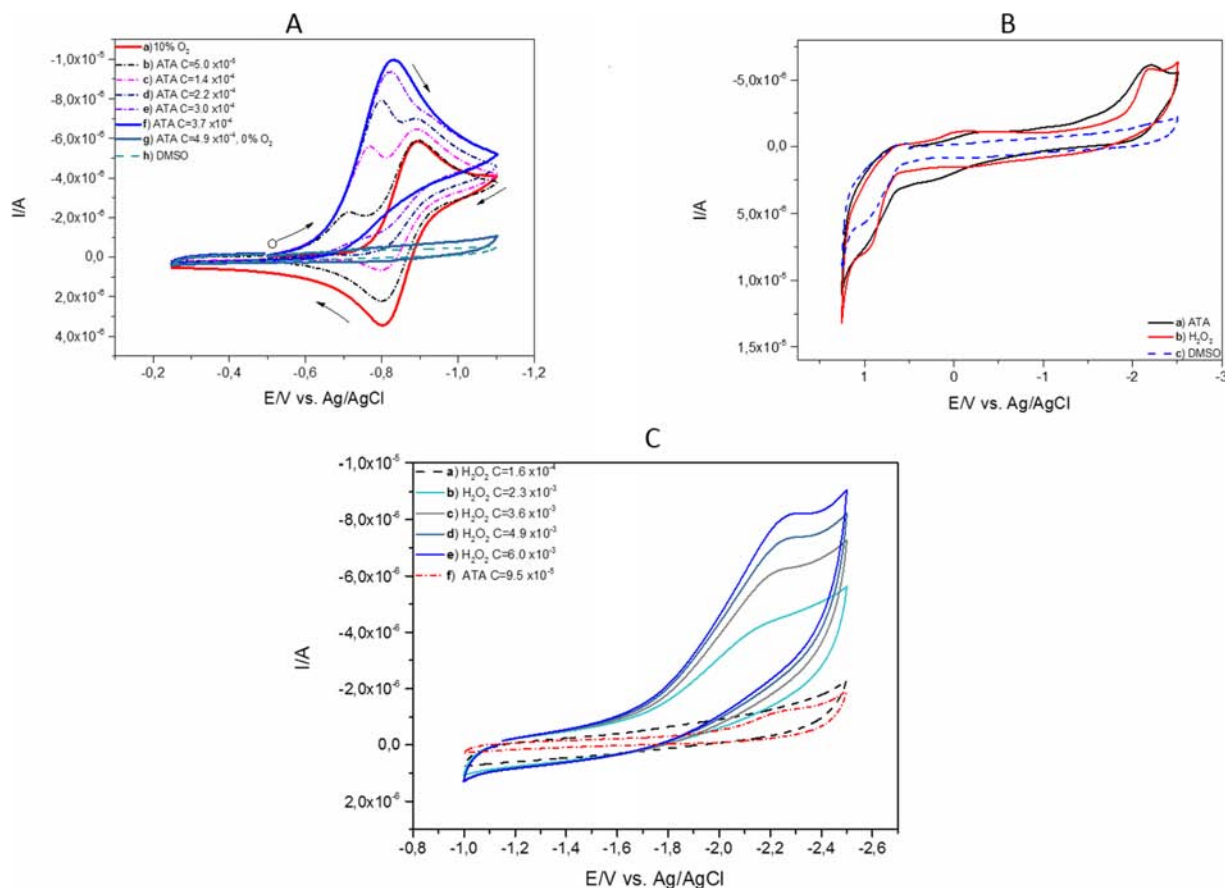 A
a) 10% O₂
b) ATA C=5.0 x10⁻⁵
c) ATA C=1.4 x10⁻⁴
d) ATA C=2.2 x10⁻⁴
e) ATA C=3.0 x10⁻⁴
f) ATA C=3.7 x10⁻⁴
g) ATA C=4.9 x10⁻⁴, 0% O₂
h) DMSO
-1,0x10⁻⁵
-8,0x10⁻⁶
-6,0x10⁻⁶
-4,0x10⁻⁶
-2,0x10⁻⁶
0,0
2,0x10⁻⁶
4,0x10⁻⁶
I/A
-0,2
-0,4
-0,6
-0,8
-1,0
-1,2
E/V vs. Ag/AgCl
B
-5,0x10⁻⁶
0,0
5,0x10⁻⁶
1,0x10⁻⁵
1,5x10⁻⁵
I/A
a) ATA
b) H₂O₂
c) DMSO
1
0
-1
-2
-3
E/V vs. Ag/AgCl
C
a) H₂O₂ C=1.6 x10⁻⁴
b) H₂O₂ C=2.3 x10⁻³
c) H₂O₂ C=3.6 x10⁻³
d) H₂O₂ C=4.9 x10⁻³
e) H₂O₂ C=6.0 x10⁻³
f) ATA C=9.5 x10⁻⁵
-1,0x10⁻⁵
-8,0x10⁻⁶
-6,0x10⁻⁶
-4,0x10⁻⁶
-2,0x10⁻⁶
0,0
2,0x10⁻⁶
I/A
-0,8
-1,0
-1,2
-1,4
-1,6
-1,8
-2,0
-2,2
-2,4
-2,6
E/V vs. Ag/AgCl